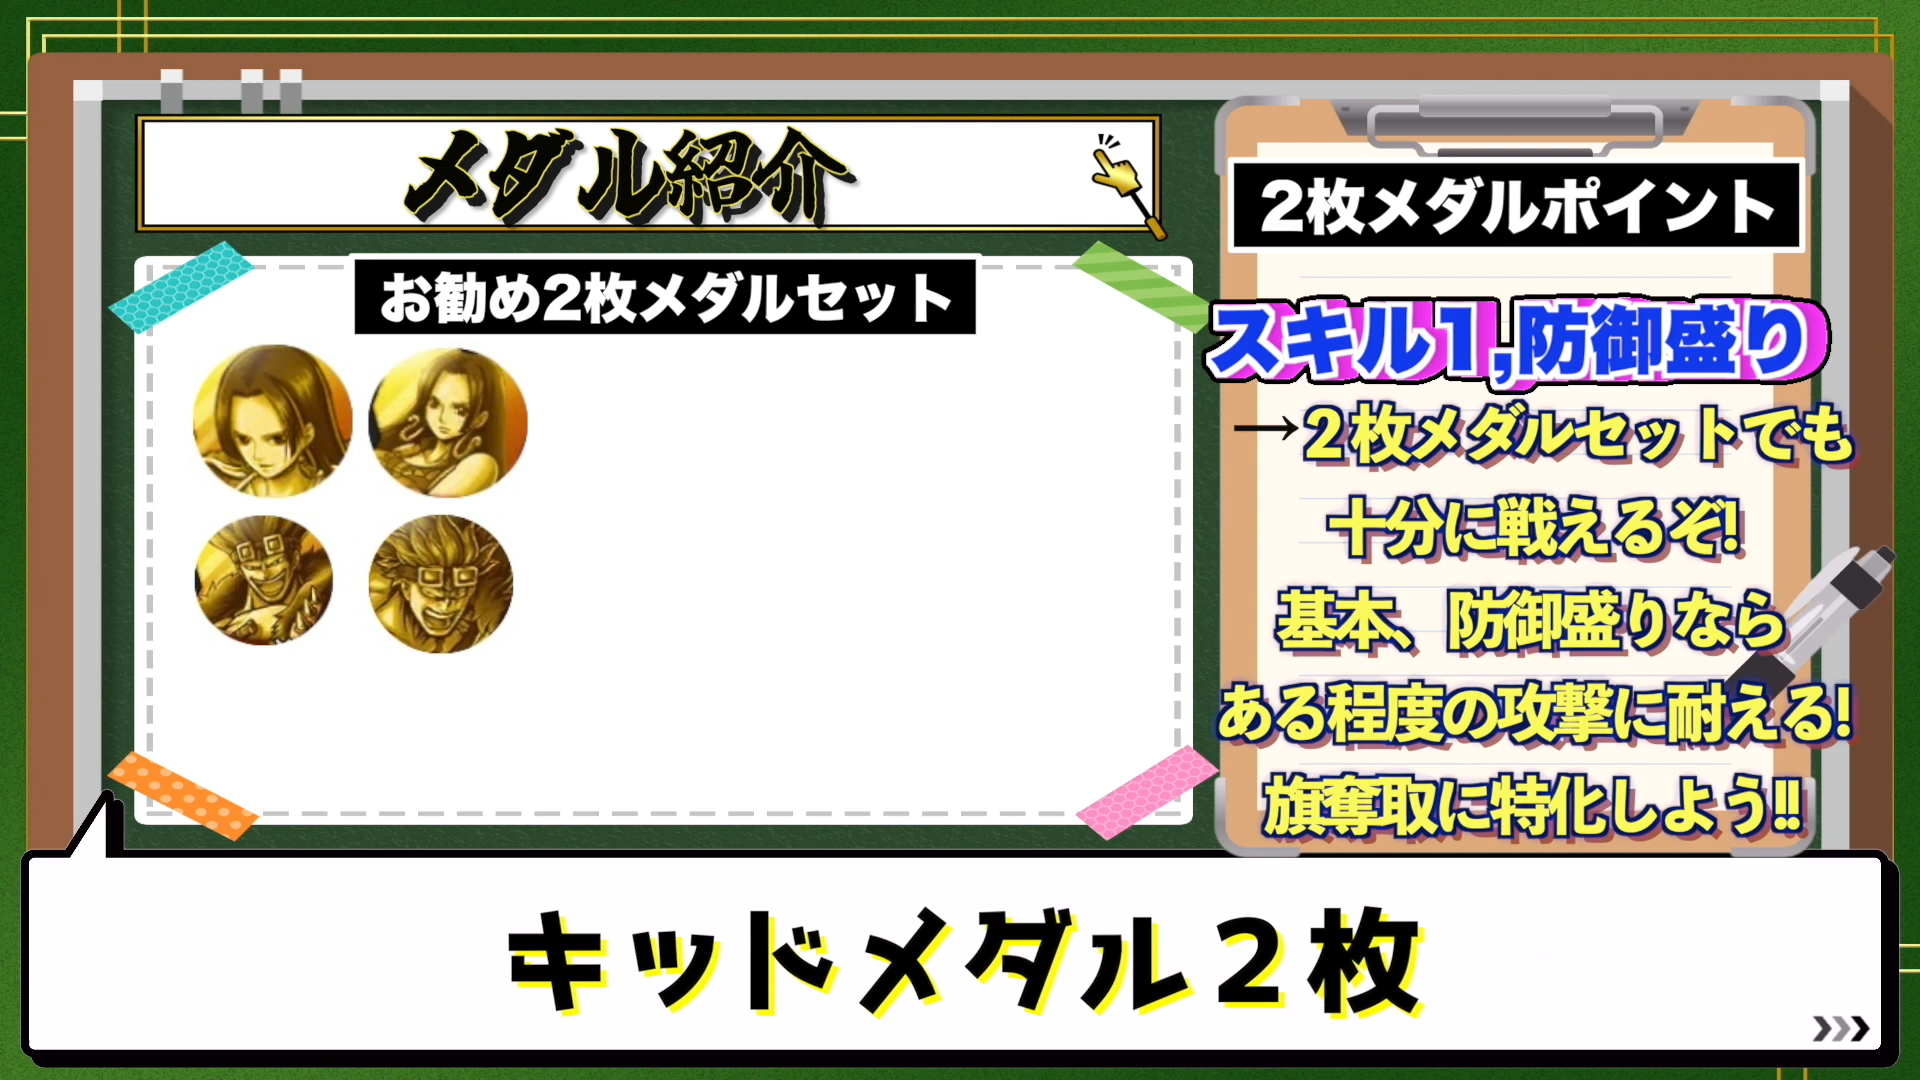 メダル紹介
お勧め2枚メダルセット
2枚メダルポイント
スキル1,防御盛り
→2枚メダルセットでも
十分に戦えるぞ!
基本、防御盛りなら
ある程度の攻撃に耐える!
旗奪取に特化しよう!!
キッドメダル2枚